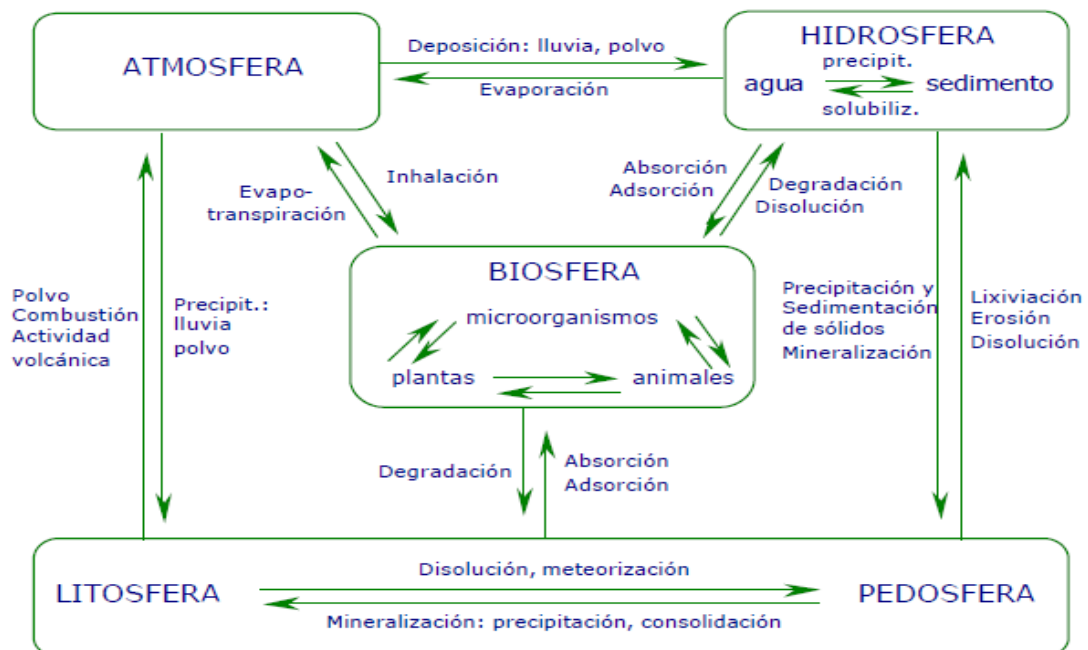 ATMOSFERA
Deposición: lluvia, polvo
Evaporación
HIDROSFERA
precipit.
agua
sedimento
solubiliz.
Evapo-
transpiración
Inhalación
Absorción
Adsorción
Degradación
Disolución
BIOSFERA
microorganismos
plantas
animales
Polvo
Combustión
Actividad
volcánica
Precipit.:
lluvia
polvo
Precipitación y
Sedimentación
de sólidos
Mineralización
Lixiviación
Erosión
Disolución
Degradación
Absorción
Adsorción
LITOSFERA
Disolución, meteorización
PEDOSFERA
Mineralización: precipitación, consolidación